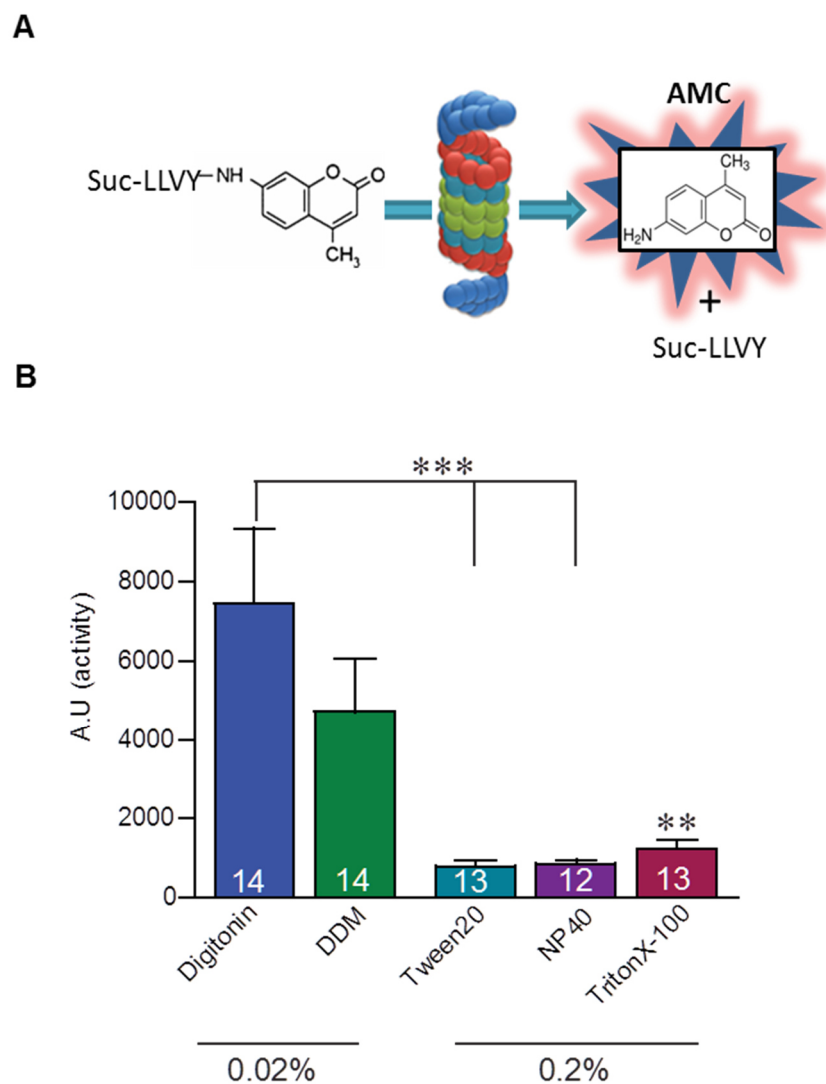 A
AMC
Suc-LLVY-NH
O
O
CH3
CH3
H2N
O
O
+
Suc-LLVY
B
***
10000
8000
6000
4000
2000
0
A.U (activity)
**
14
14
13
12
13
Digitonin
DDM
Tween20
NP40
TritonX-100
0.02%
0.2%